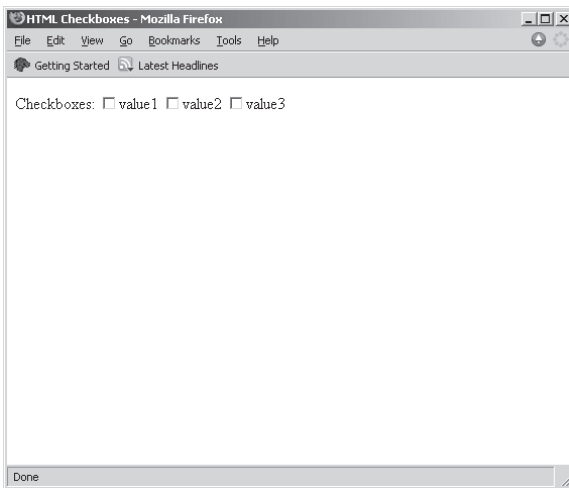 HTML Checkboxes - Mozilla Firefox
File Edit View Go Bookmarks Tools Help
Getting Started Latest Headlines
Checkboxes: value1 value2 value3
Done